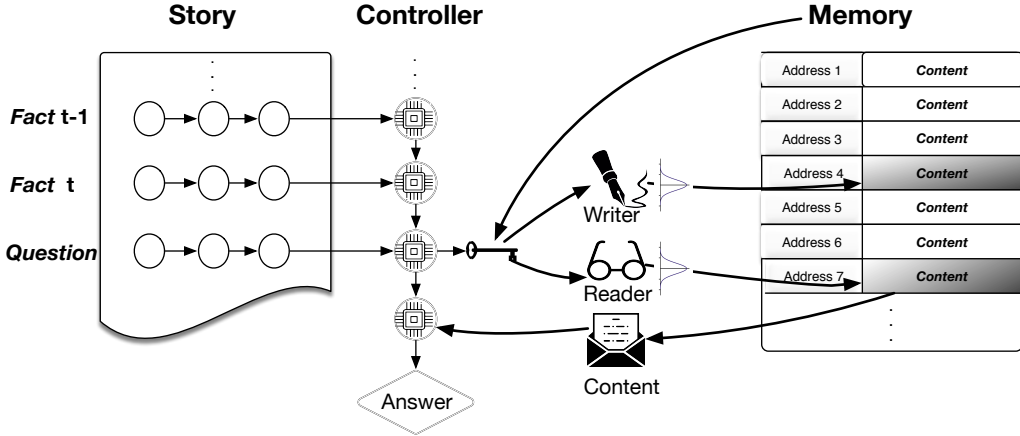 Story
Controller
Memory
Fact t-1
Fact t
Question
Writer
Reader
Content
Answer
Address 1 Content
Address 2 Content
Address 3 Content
Address 4 Content
Address 5 Content
Address 6 Content
Address 7 Content